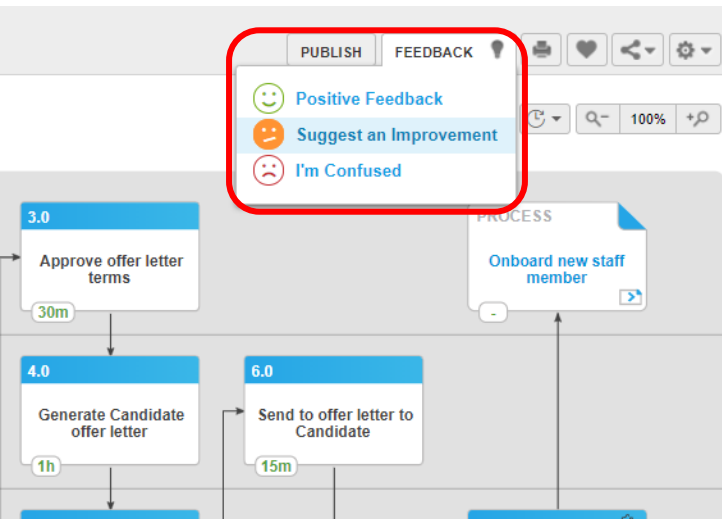 PUBLISH
FEEDBACK
Positive Feedback
Suggest an Improvement
I'm Confused
100%
3.0
Approve offer letter
terms
30m
PROCESS
Onboard new staff
member
-
4.0
Generate Candidate
offer letter
1h
6.0
Send to offer letter to
Candidate
15m